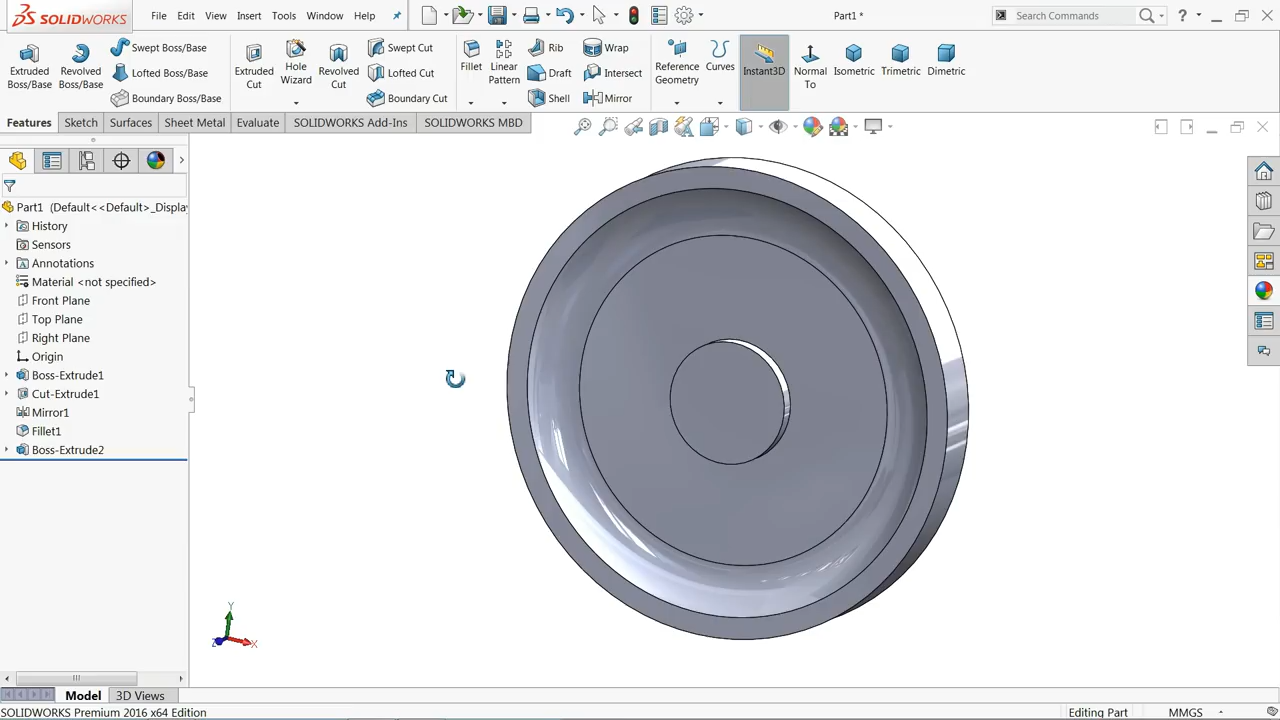 SOLIDWORKS
File Edit View Insert Tools Window Help
Part1 *
Search Commands
Extruded Boss/Base
Revolved Boss/Base
Swept Boss/Base
Lofted Boss/Base
Boundary Boss/Base
Extruded Cut
Hole Wizard
Revolved Cut
Swept Cut
Lofted Cut
Boundary Cut
Fillet
Linear Pattern
Rib
Draft
Shell
Wrap
Intersect
Mirror
Reference Geometry
Curves
Instant3D
Normal To
Isometric
Trimetric
Dimetric
Features Sketch Surfaces Sheet Metal Evaluate SOLIDWORKS Add-Ins SOLIDWORKS MBD
Part1 (Default<<Default>_Displa
History
Sensors
Annotations
Material <not specified>
Front Plane
Top Plane
Right Plane
Origin
Boss-Extrude1
Cut-Extrude1
Mirror1
Fillet1
Boss-Extrude2
Y
Z
X
Model 3D Views
SOLIDWORKS Premium 2016 x64 Edition
Editing Part
MMGS